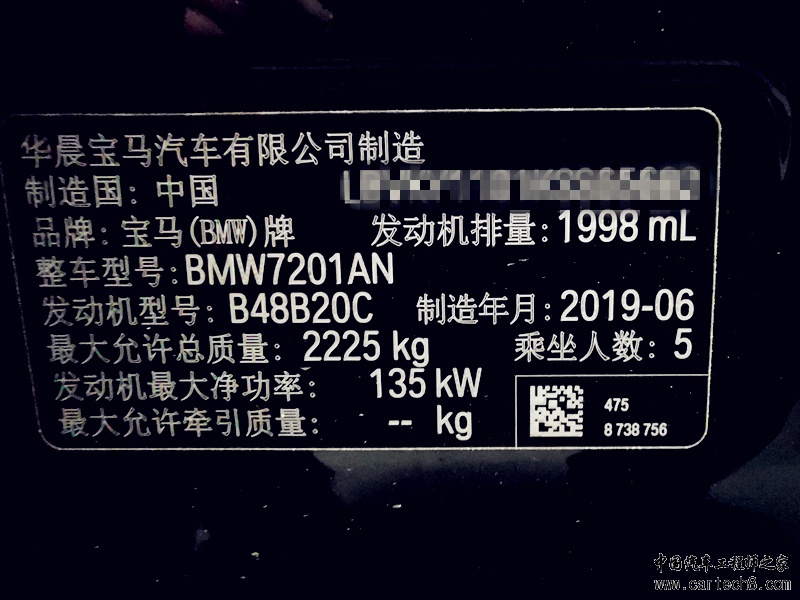 华晨宝马汽车有限公司制造
制造国: 中国
品牌: 宝马(BMW)牌 发动机排量: 1998 mL
整车型号: BMW7201AN
发动机型号: B48B20C 制造年月: 2019-06
最大允许总质量: 2225 kg 乘坐人数: 5
发动机最大净功率: 135 kW
最大允许牵引质量: -- kg
475
8 738 756
中国汽车工程师之家
www.cartech8.com